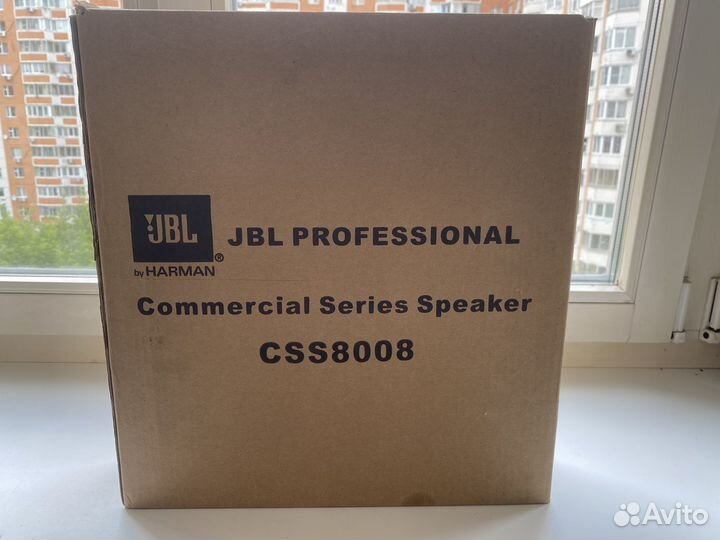 JBL
®
by HARMAN
JBL PROFESSIONAL
Commercial Series Speaker
CSS8008
Avito